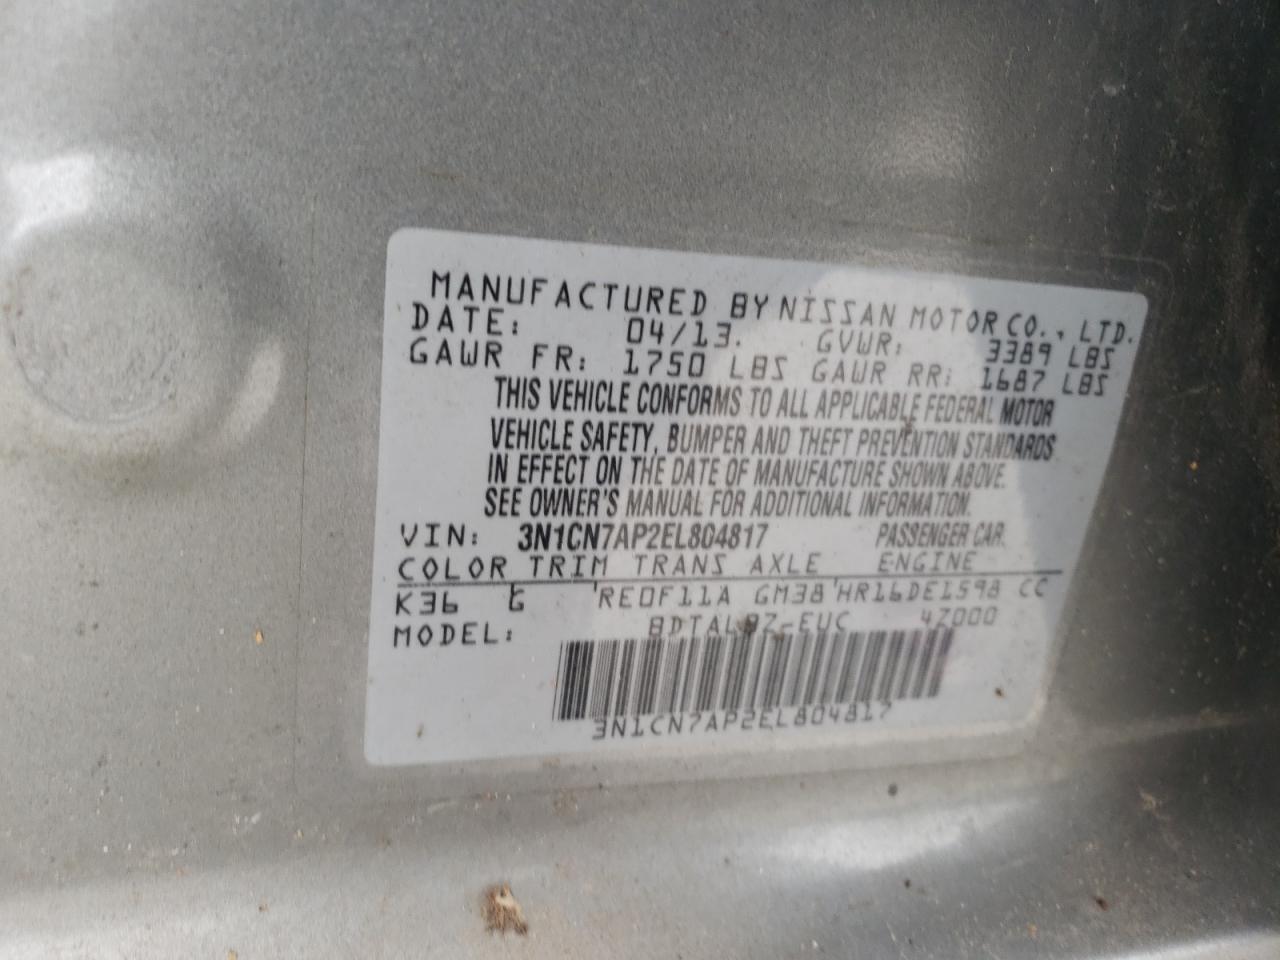 MANUFACTURED BY NISSAN MOTOR CO., LTD.
DATE: 04/13. GVWR: 3389 LBS
GAWR FR: 1750 LBS GAWR RR: 1687 LBS
THIS VEHICLE CONFORMS TO ALL APPLICABLE FEDERAL MOTOR
VEHICLE SAFETY, BUMPER AND THEFT PREVENTION STANDARDS
IN EFFECT ON THE DATE OF MANUFACTURE SHOWN ABOVE.
SEE OWNER'S MANUAL FOR ADDITIONAL INFORMATION.
VIN: 3N1CN7AP2EL804817 PASSENGER CAR.
COLOR TRIM TRANS AXLE ENGINE
K36 G RE0F11A GM38 HR16DE1598 CC
MODEL: BDTALBZ-EUC 4Z000
3N1CN7AP2EL804817